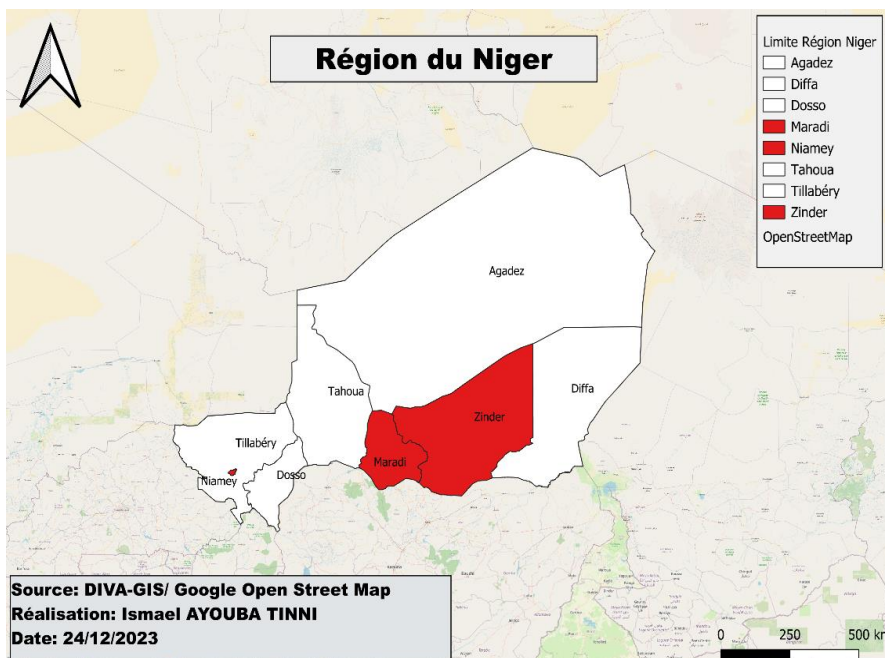 Région du Niger
Limite Région Niger
Agadez
Diffa
Dosso
Maradi
Niamey
Tahoua
Tillabéry
Zinder
OpenStreetMap
Agadez
Tahoua
Diffa
Zinder
Tillabéry
Maradi
Dosso
Niamey
Source: DIVA-GIS/ Google Open Street Map
Réalisation: Ismael AYOUBA TINNI
Date: 24/12/2023
0 250 500 km